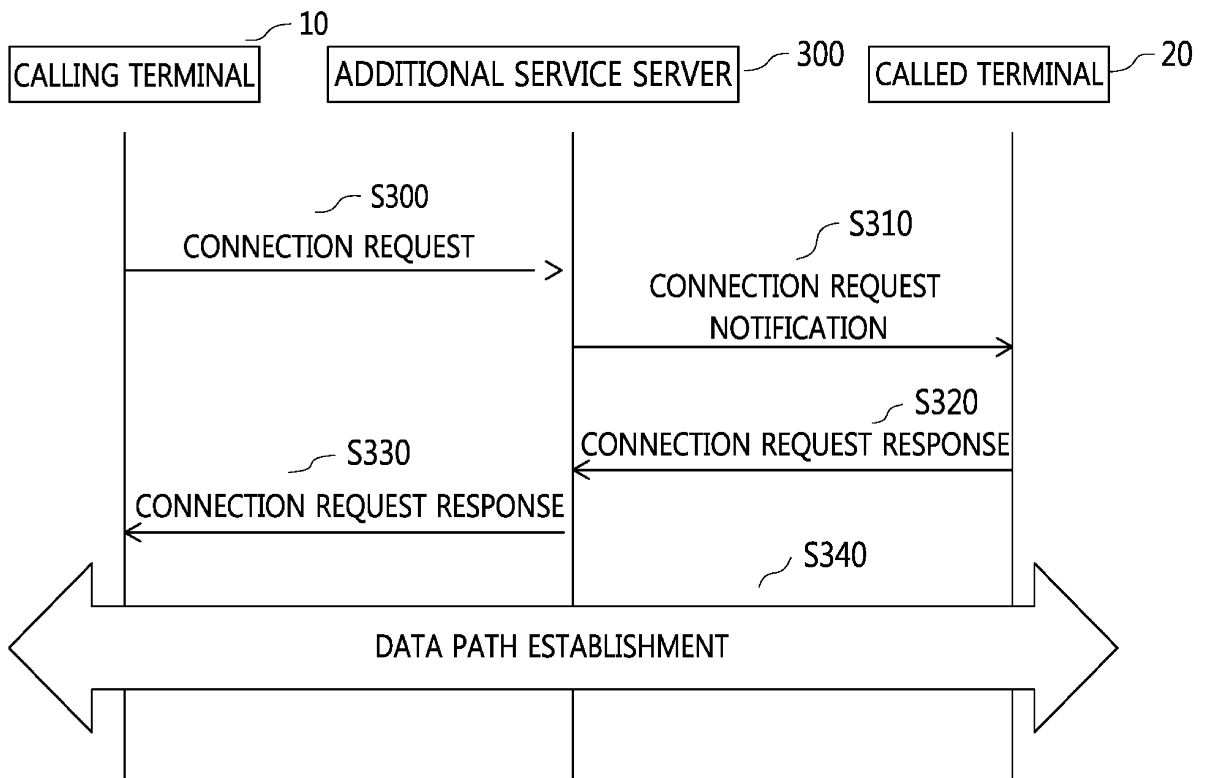 10
CALLING TERMINAL
ADDITIONAL SERVICE SERVER
300
CALLED TERMINAL
20
S300
CONNECTION REQUEST
S310
CONNECTION REQUEST
NOTIFICATION
S320
CONNECTION REQUEST RESPONSE
S330
CONNECTION REQUEST RESPONSE
S340
DATA PATH ESTABLISHMENT